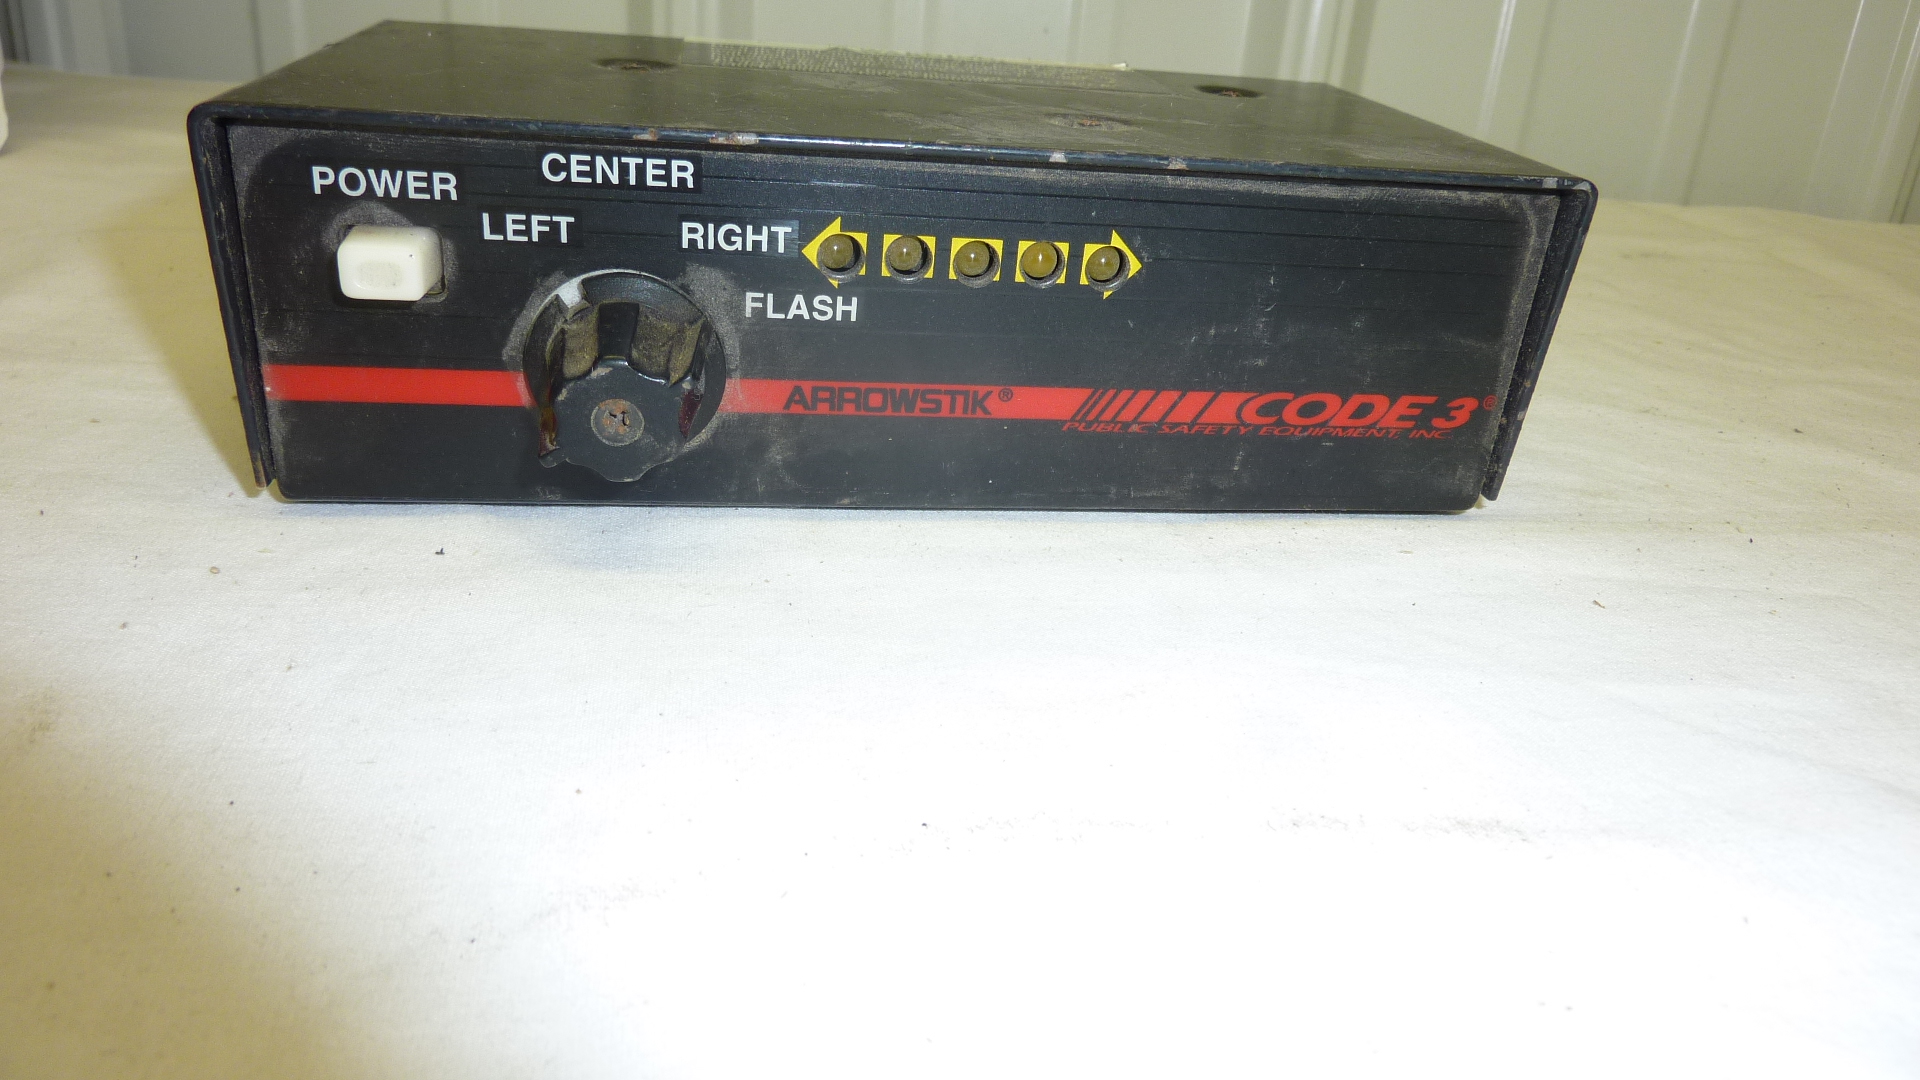 POWER
CENTER
LEFT
RIGHT
FLASH
ARROWSTIK®
CODE 3®
PUBLIC SAFETY EQUIPMENT, INC.